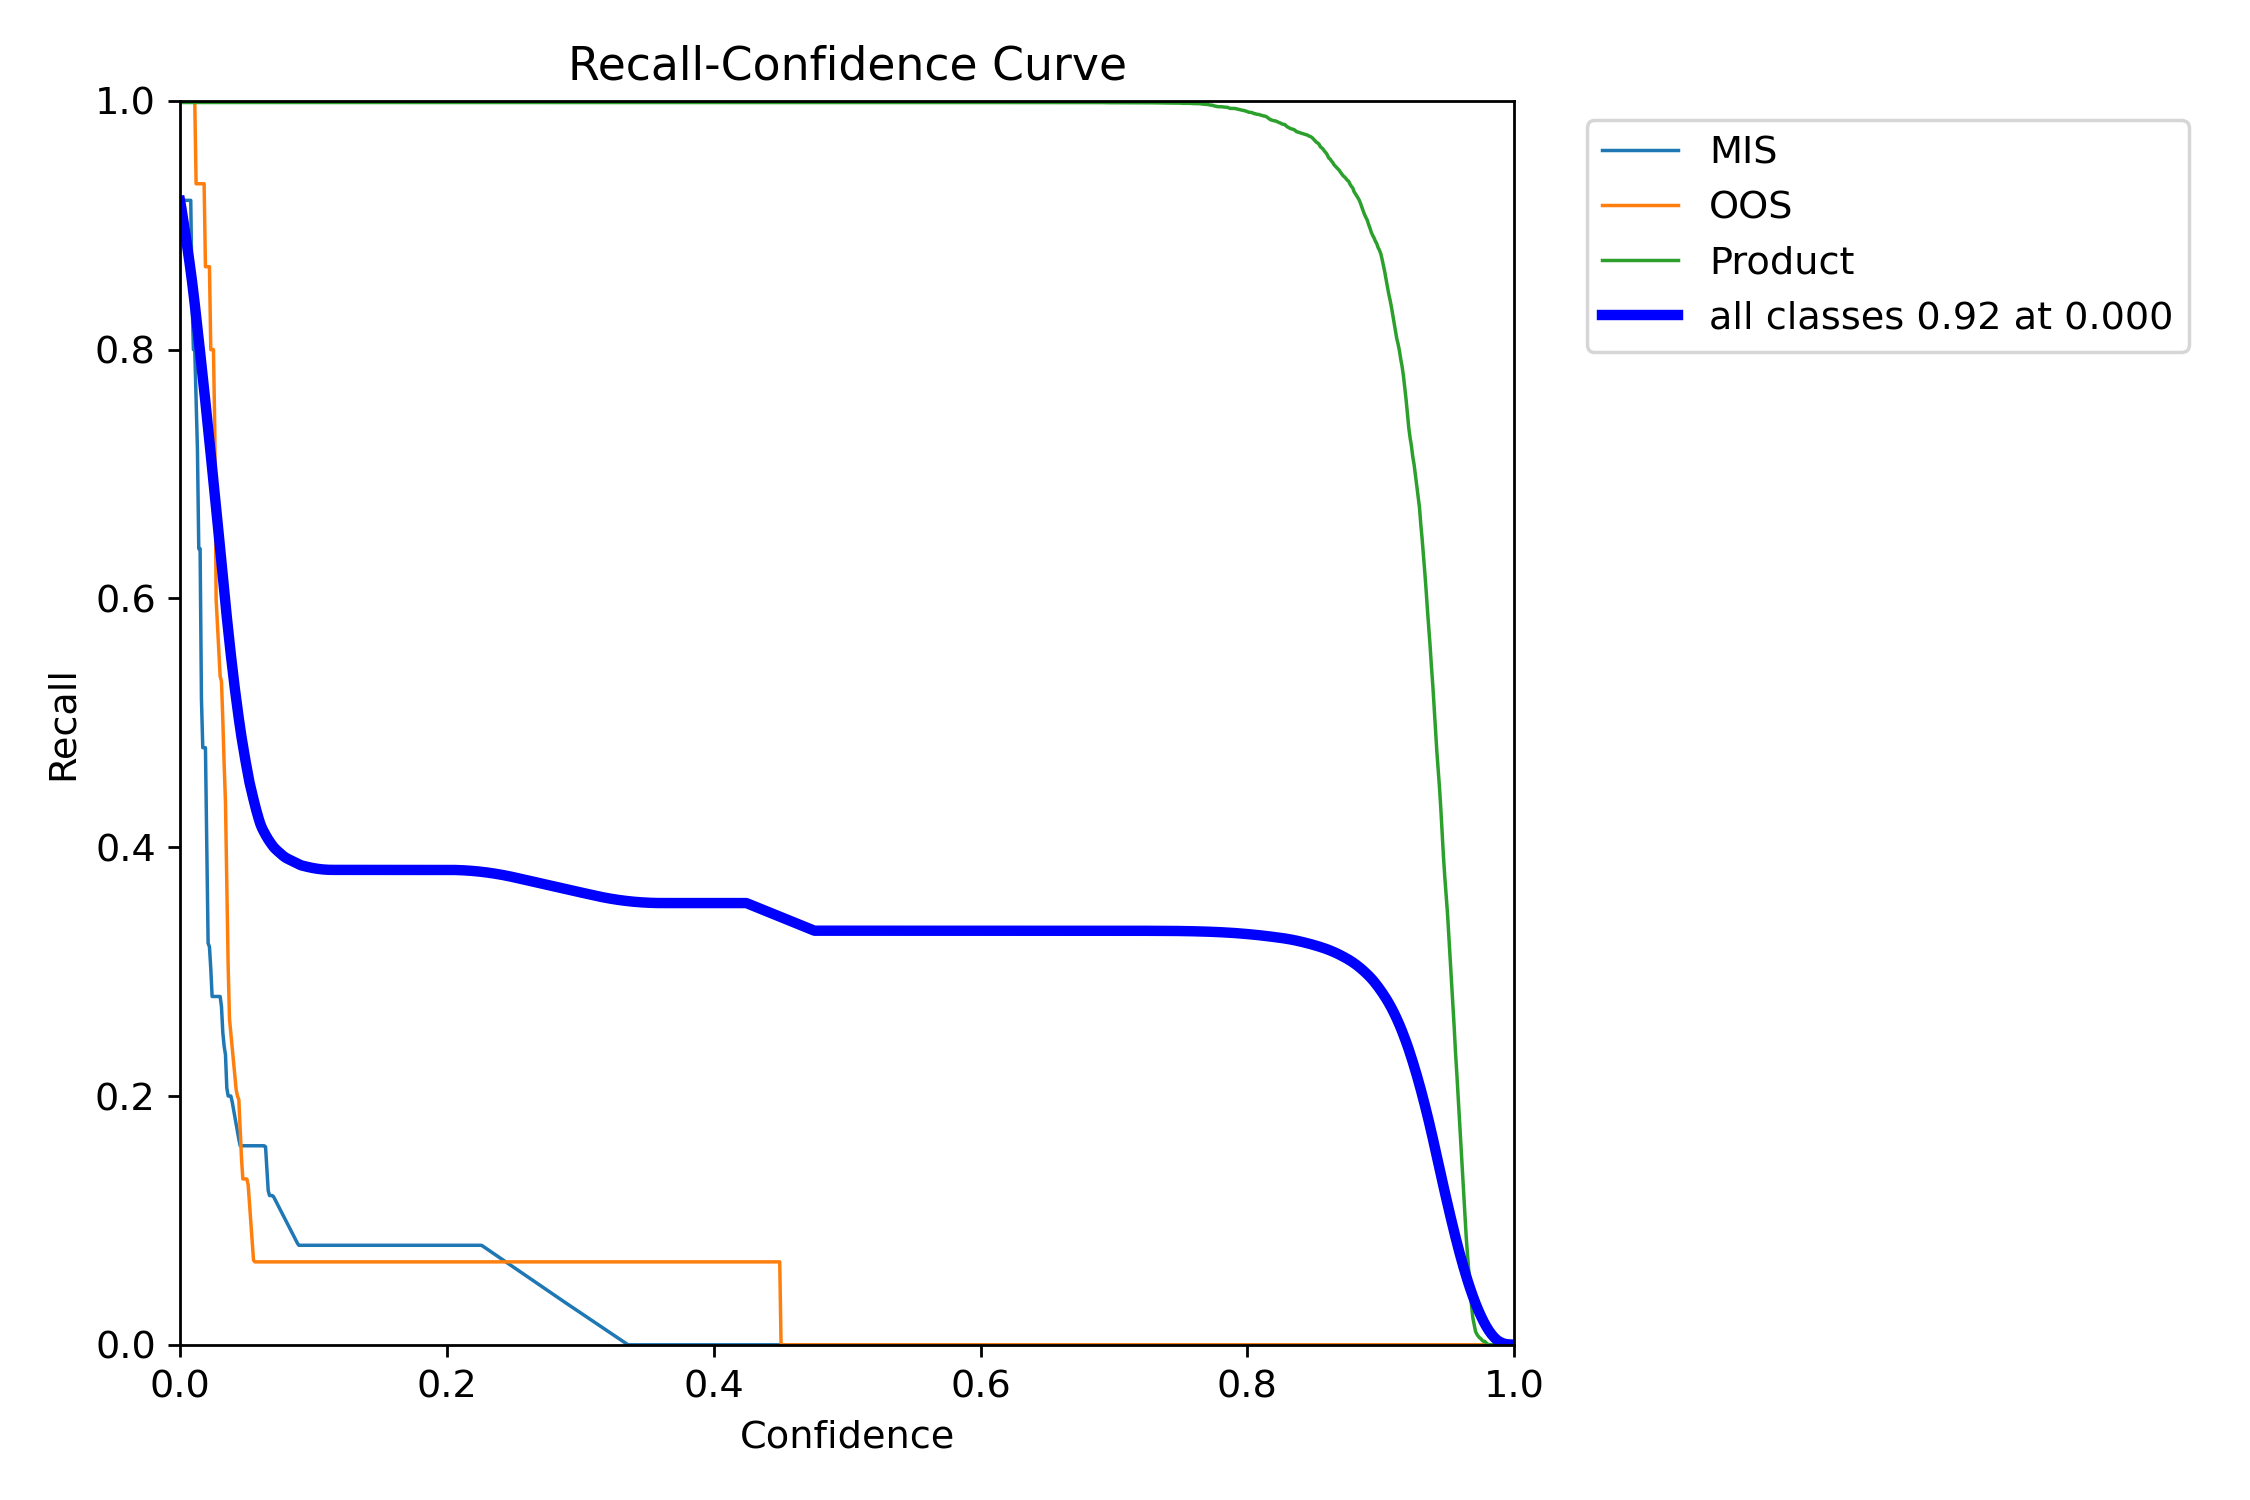 Recall-Confidence Curve
1.0
0.8
0.6
0.4
0.2
0.0
Recall
0.0 0.2 0.4 0.6 0.8 1.0
Confidence
MIS
OOS
Product
all classes 0.92 at 0.000